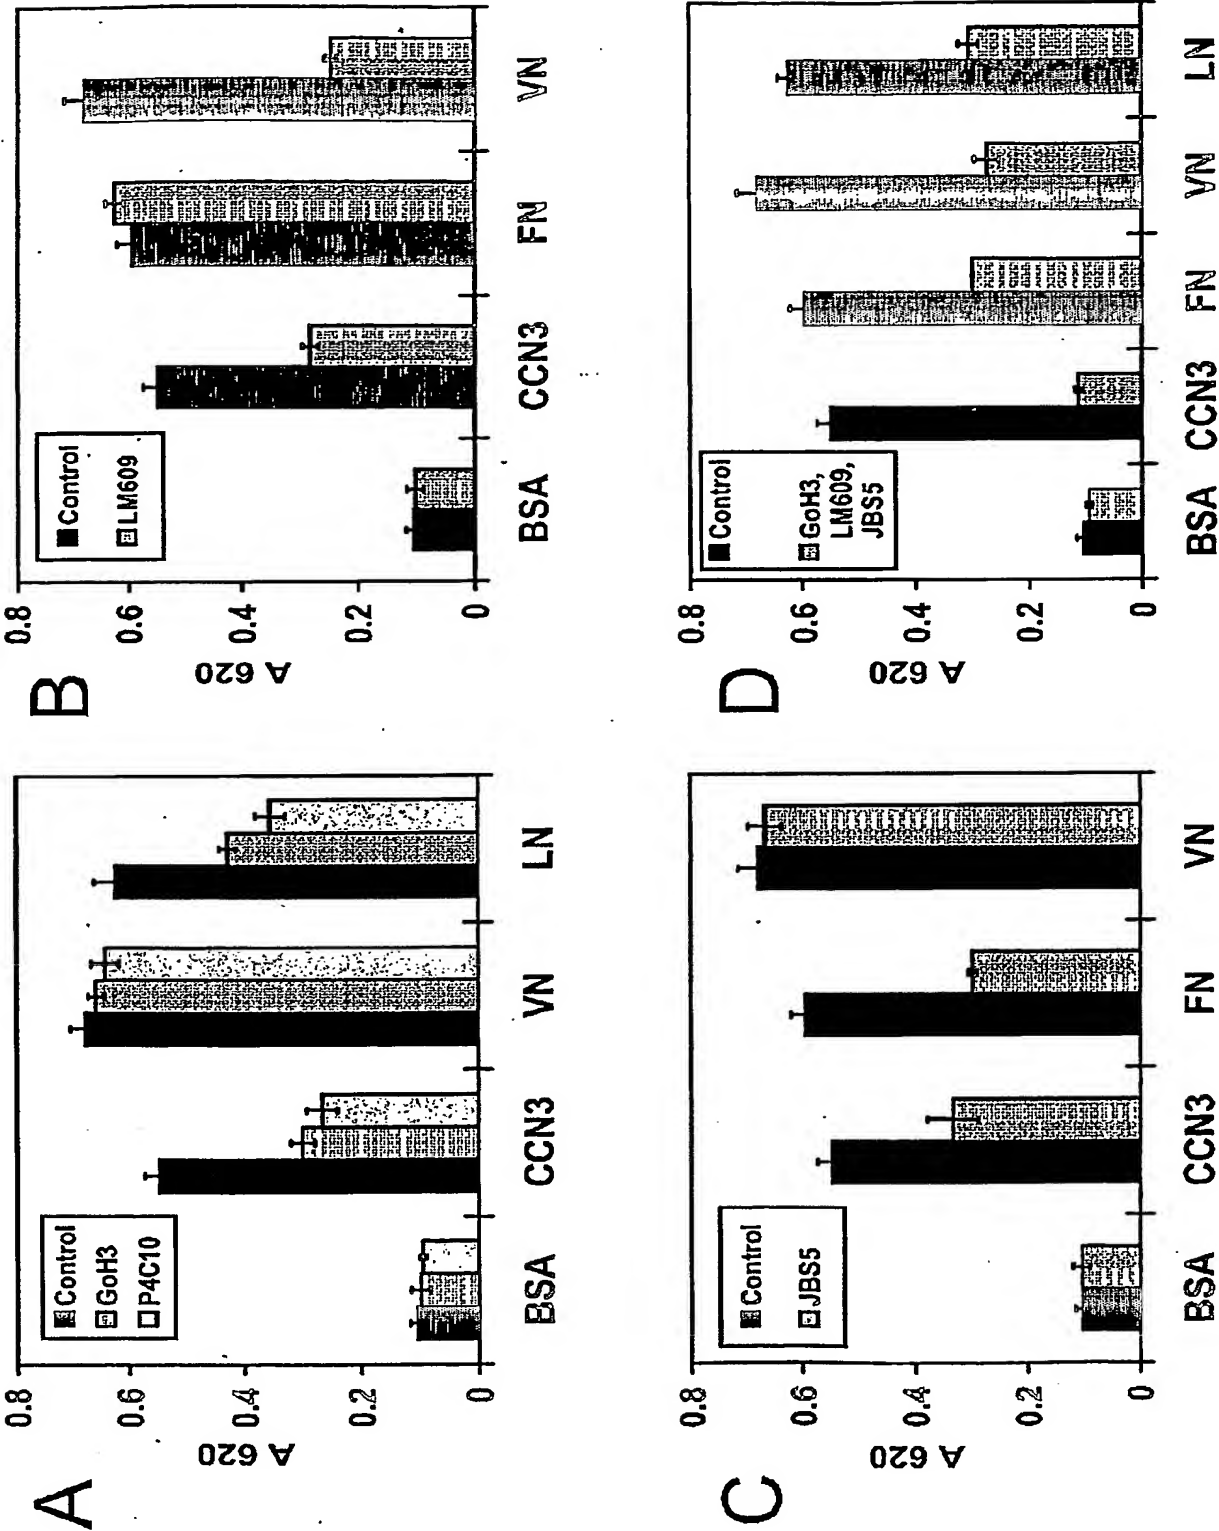 A
A 620
0.8
0.6
0.4
0.2
0
Control
GoH3
P4C10
BSA
CCN3
VN
LN
B
A 620
0.8
0.6
0.4
0.2
0
Control
LM609
BSA
CCN3
FN
VN
C
A 620
0.8
0.6
0.4
0.2
0
Control
JBS5
BSA
CCN3
FN
VN
D
A 620
0.8
0.6
0.4
0.2
0
Control
GoH3,
LM609,
JBS5
BSA
CCN3
FN
VN
LN